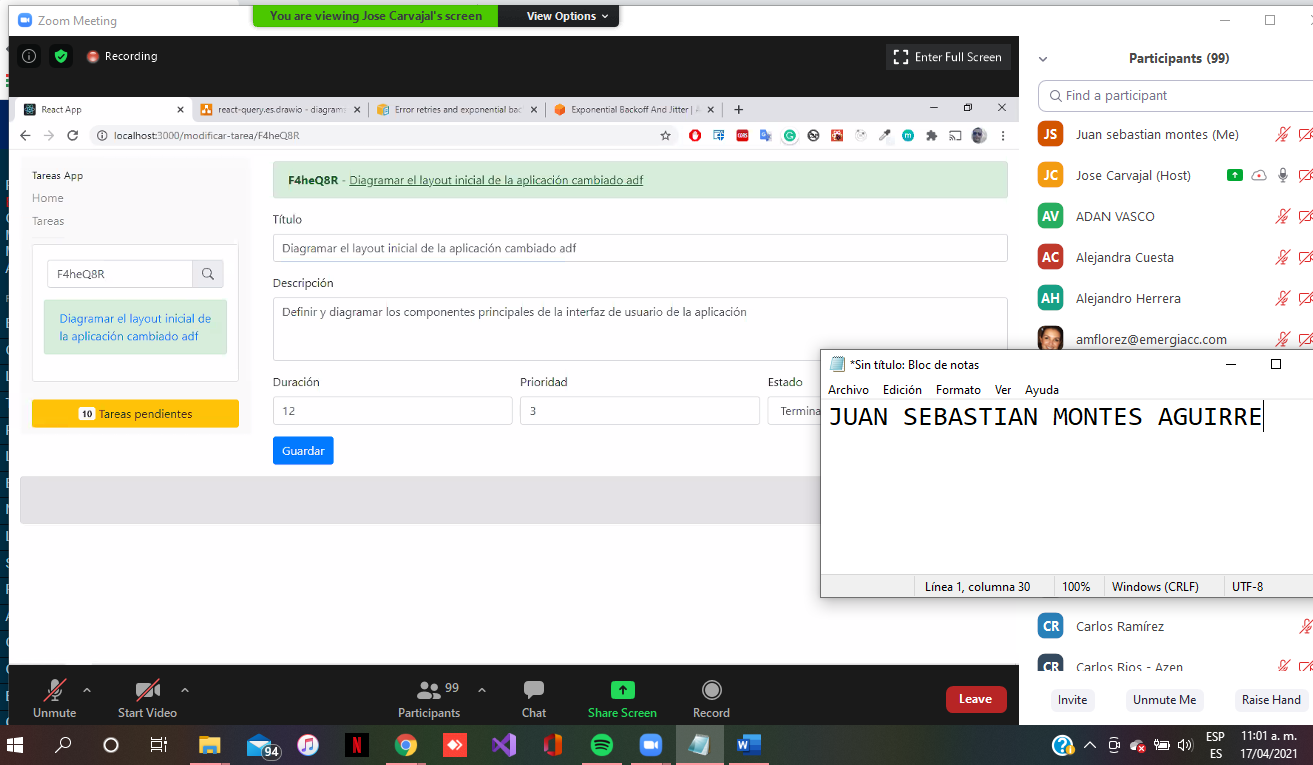 Zoom Meeting
You are viewing Jose Carvajal's screen
View Options
Recording
Enter Full Screen
React App
react-query.es.drawio - diagrams
Error retries and exponential bac
Exponential Backoff And Jitter |
localhost:3000/modificar-tarea/F4heQ8R
Tareas App
Home
Tareas
F4heQ8R
Diagramar el layout inicial de
la aplicación cambiado adf
10 Tareas pendientes
F4heQ8R - Diagramar el layout inicial de la aplicación cambiado adf
Título
Diagramar el layout inicial de la aplicación cambiado adf
Descripción
Definir y diagramar los componentes principales de la interfaz de usuario de la aplicación
Duración
Prioridad
Estado
12
3
Termina
Guardar
Participants (99)
Find a participant
JS Juan sebastian montes (Me)
JC Jose Carvajal (Host)
AV ADAN VASCO
AC Alejandra Cuesta
AH Alejandro Herrera
amflorez@emergiacc.com
*Sin título: Bloc de notas
Archivo Edición Formato Ver Ayuda
JUAN SEBASTIAN MONTES AGUIRRE
Línea 1, columna 30 100% Windows (CRLF) UTF-8
CR Carlos Ramírez
CR Carlos Rios - Azen
Invite Unmute Me Raise Hand
Unmute
Start Video
99
Participants
Chat
Share Screen
Record
Leave
94
ESP
ES
11:01 a. m.
17/04/2021